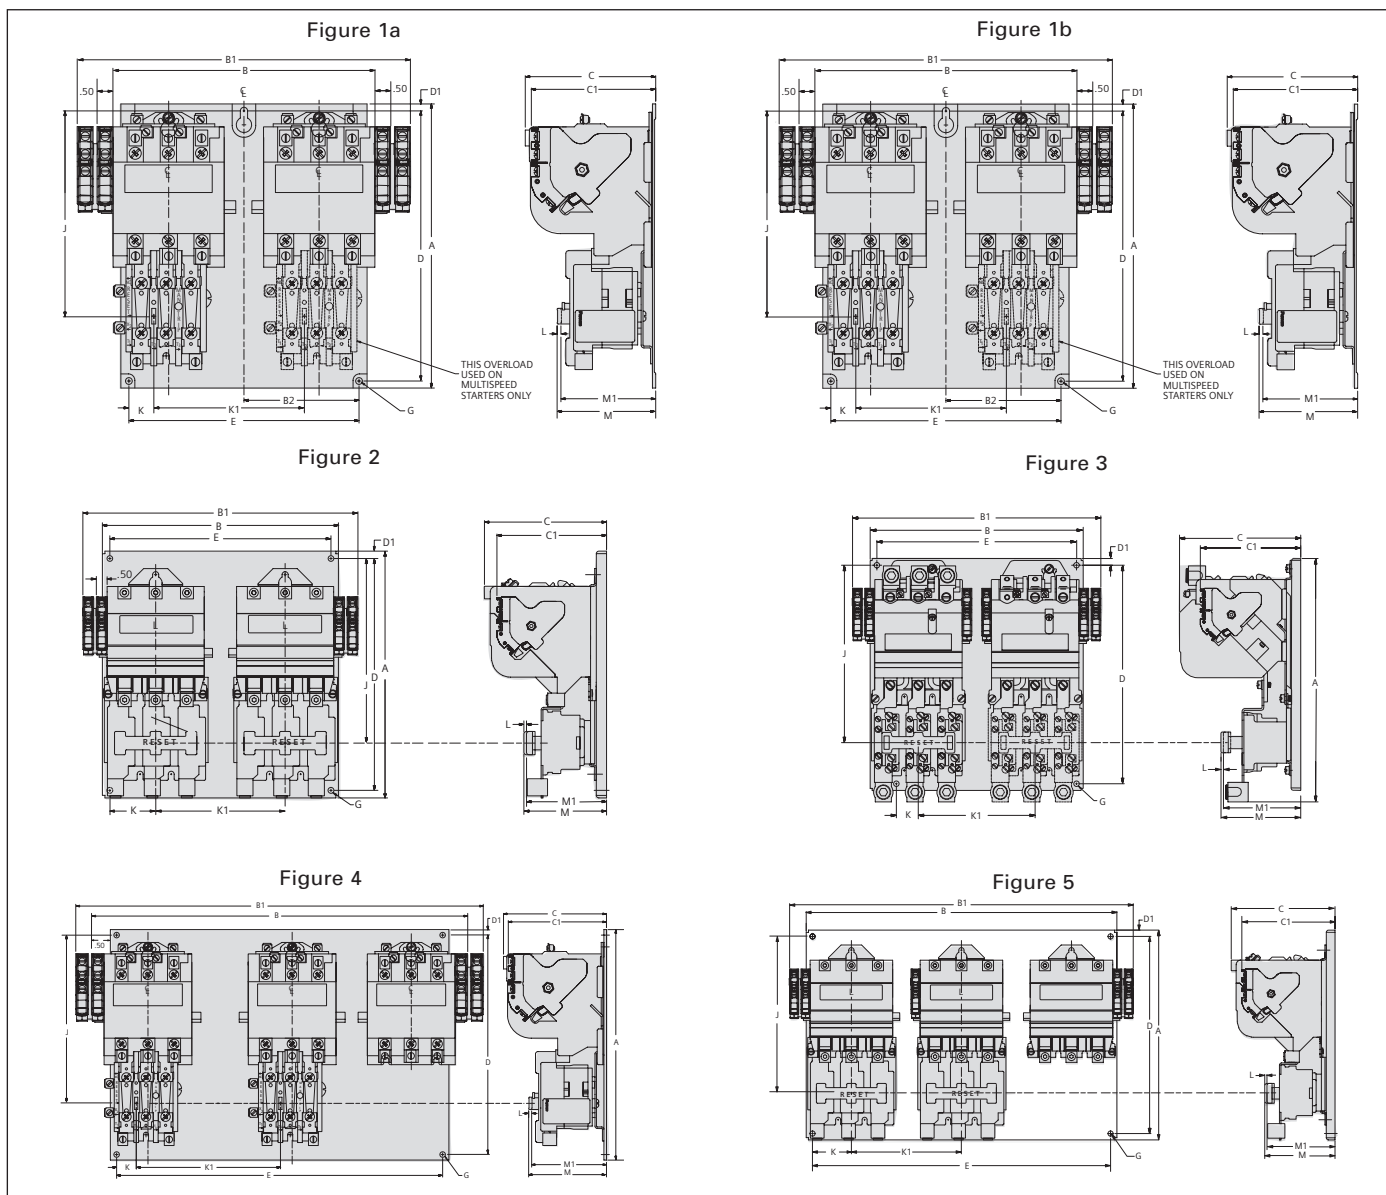 Figure 1a
B1
B
.50
.50
C
L
E
D1
C
L
C
L
J
A
D
THIS OVERLOAD
USED ON
MULTISPEED
STARTERS ONLY
B2
K
K1
E
G
C
C1
L
M1
M
Figure 1b
B1
B
.50
.50
C
L
E
D1
C
L
C
L
J
A
D
THIS OVERLOAD
USED ON
MULTISPEED
STARTERS ONLY
B2
K
K1
E
G
C
C1
L
M1
M
Figure 2
B1
B
E
D1
.50
J
D
A
RESET
RESET
K
K1
G
C
C1
L
M1
M
Figure 3
B1
B
E
D1
J
D
RESET
RESET
K
K1
G
C
C1
A
L
M1
M
Figure 4
B1
B
D1
.50
C
L
C
L
J
D
K
K1
E
G
C
C1
A
L
M1
M
Figure 5
B1
B
D1
J
D
A
RESET
RESET
K
K1
E
G
C
C1
L
M1
M